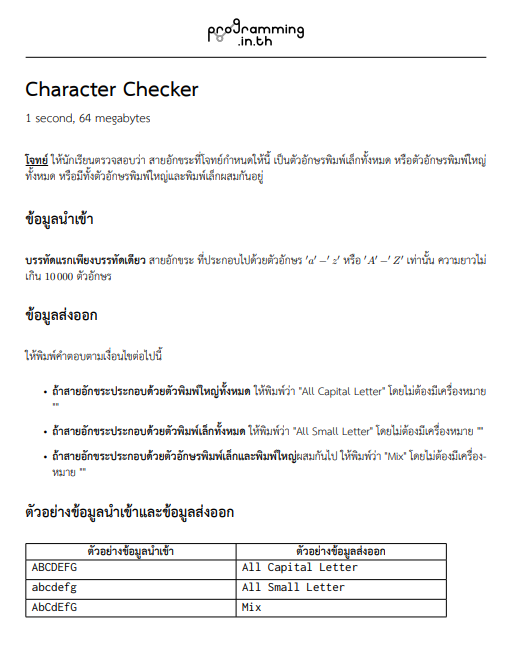 programming
.in.th
Character Checker
1 second, 64 megabytes
โจทย์ ให้นักเรียนตรวจสอบว่า สายอักขระที่โจทย์กำหนดให้นี้ เป็นตัวอักษรพิมพ์เล็กทั้งหมด หรือตัวอักษรพิมพ์ใหญ่
ทั้งหมด หรือมีทั้งตัวอักษรพิมพ์ใหญ่และพิมพ์เล็กผสมกันอยู่
ข้อมูลนำเข้า
บรรทัดแรกเพียงบรรทัดเดียว สายอักขระ ที่ประกอบไปด้วยตัวอักษร ′a′ −′ z′ หรือ ′A′ −′ Z′ เท่านั้น ความยาวไม่
เกิน 10 000 ตัวอักษร
ข้อมูลส่งออก
ให้พิมพ์คำตอบตามเงื่อนไขต่อไปนี้
• ถ้าสายอักขระประกอบด้วยตัวพิมพ์ใหญ่ทั้งหมด ให้พิมพ์ว่า "All Capital Letter" โดยไม่ต้องมีเครื่องหมาย
""
• ถ้าสายอักขระประกอบด้วยตัวพิมพ์เล็กทั้งหมด ให้พิมพ์ว่า "All Small Letter" โดยไม่ต้องมีเครื่องหมาย ""
• ถ้าสายอักขระประกอบด้วยตัวอักษรพิมพ์เล็กและพิมพ์ใหญ่ผสมกันไป ให้พิมพ์ว่า "Mix" โดยไม่ต้องมีเครื่อง-
หมาย ""
ตัวอย่างข้อมูลนำเข้าและข้อมูลส่งออก
ตัวอย่างข้อมูลนำเข้า ตัวอย่างข้อมูลส่งออก
ABCDEFG All Capital Letter
abcdefg All Small Letter
AbCdEfG Mix